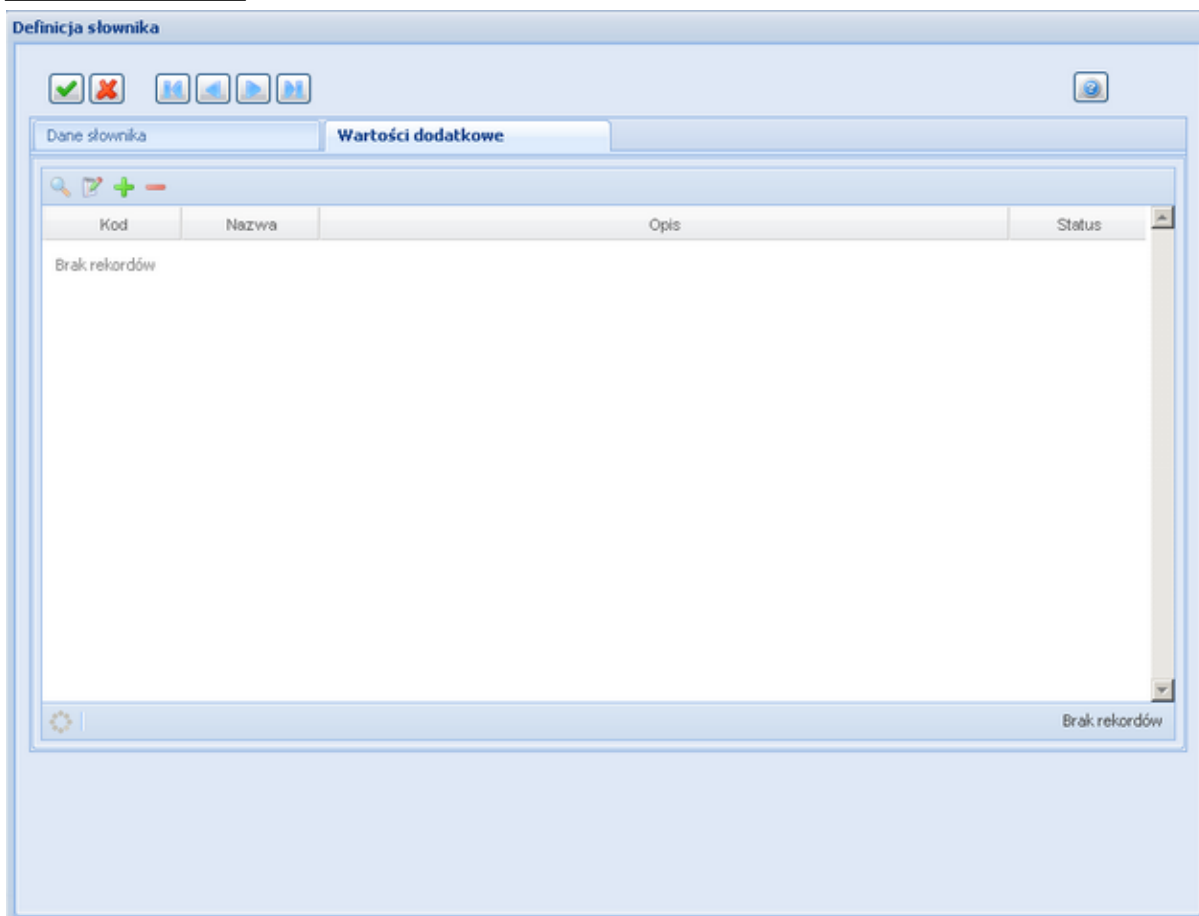 Definicja słownika
Dane słownika Wartości dodatkowe
Kod Nazwa Opis Status
Brak rekordów
Brak rekordów